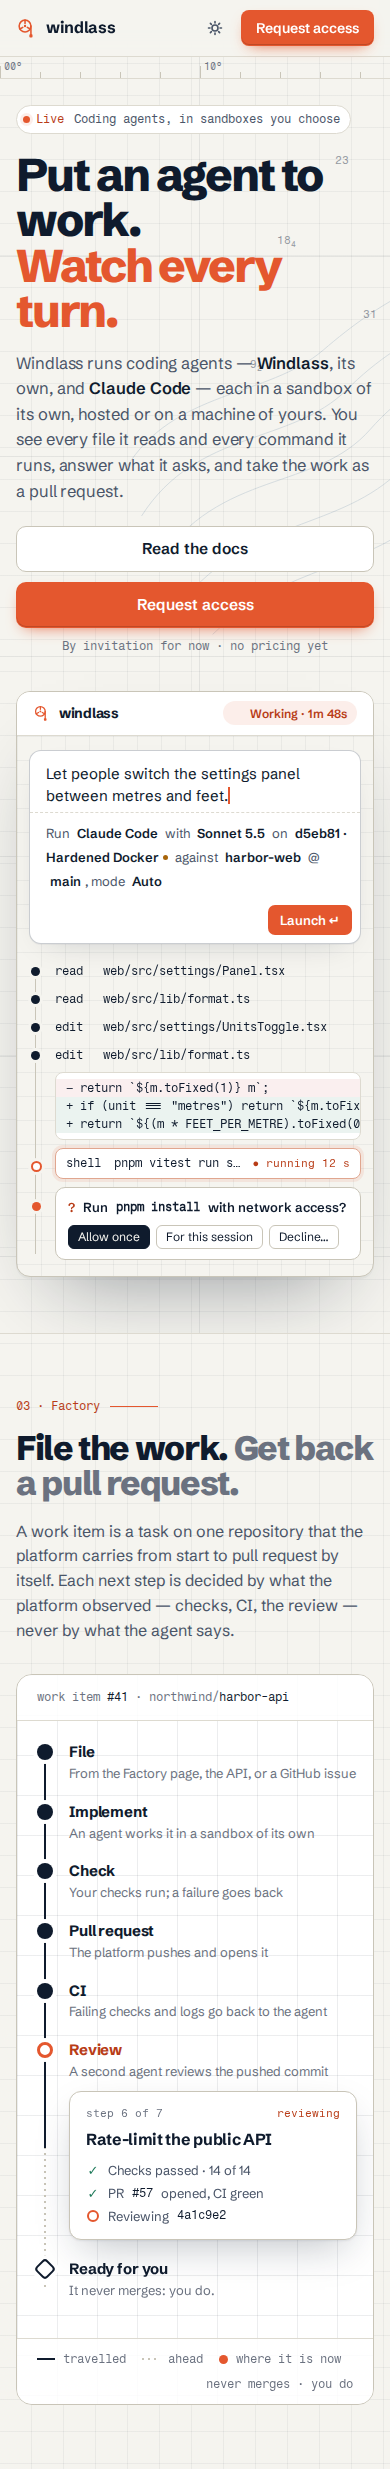 windlass
Request access
00°
10°
Live Coding agents, in sandboxes you choose
23
Put an agent to
work.
18₄
Watch every
turn.
31
Windlass runs coding agents — Windlass, its
own, and Claude Code — each in a sandbox of
its own, hosted or on a machine of yours. You
see every file it reads and every command it
runs, answer what it asks, and take the work as
a pull request.
Read the docs
Request access
By invitation for now · no pricing yet
windlass
Working · 1m 48s
Let people switch the settings panel
between metres and feet.
Run Claude Code with Sonnet 5.5 on d5eb81 ·
Hardened Docker against harbor-web @
main , mode Auto
Launch ↵
read web/src/settings/Panel.tsx
read web/src/lib/format.ts
edit web/src/settings/UnitsToggle.tsx
edit web/src/lib/format.ts
− return `${m.toFixed(1)} m`;
+ if (unit === "metres") return `${m.toFix
+ return `${(m * FEET_PER_METRE).toFixed(0
shell pnpm vitest run s… ● running 12 s
? Run pnpm install with network access?
Allow once
For this session
Decline…
03 · Factory
File the work. Get back
a pull request.
A work item is a task on one repository that the
platform carries from start to pull request by
itself. Each next step is decided by what the
platform observed — checks, CI, the review —
never by what the agent says.
work item #41 · northwind/harbor-api
File
From the Factory page, the API, or a GitHub issue
Implement
An agent works it in a sandbox of its own
Check
Your checks run; a failure goes back
Pull request
The platform pushes and opens it
CI
Failing checks and logs go back to the agent
Review
A second agent reviews the pushed commit
step 6 of 7
reviewing
Rate-limit the public API
✓ Checks passed · 14 of 14
✓ PR #57 opened, CI green
Reviewing 4a1c9e2
Ready for you
It never merges: you do.
travelled
ahead
where it is now
never merges · you do